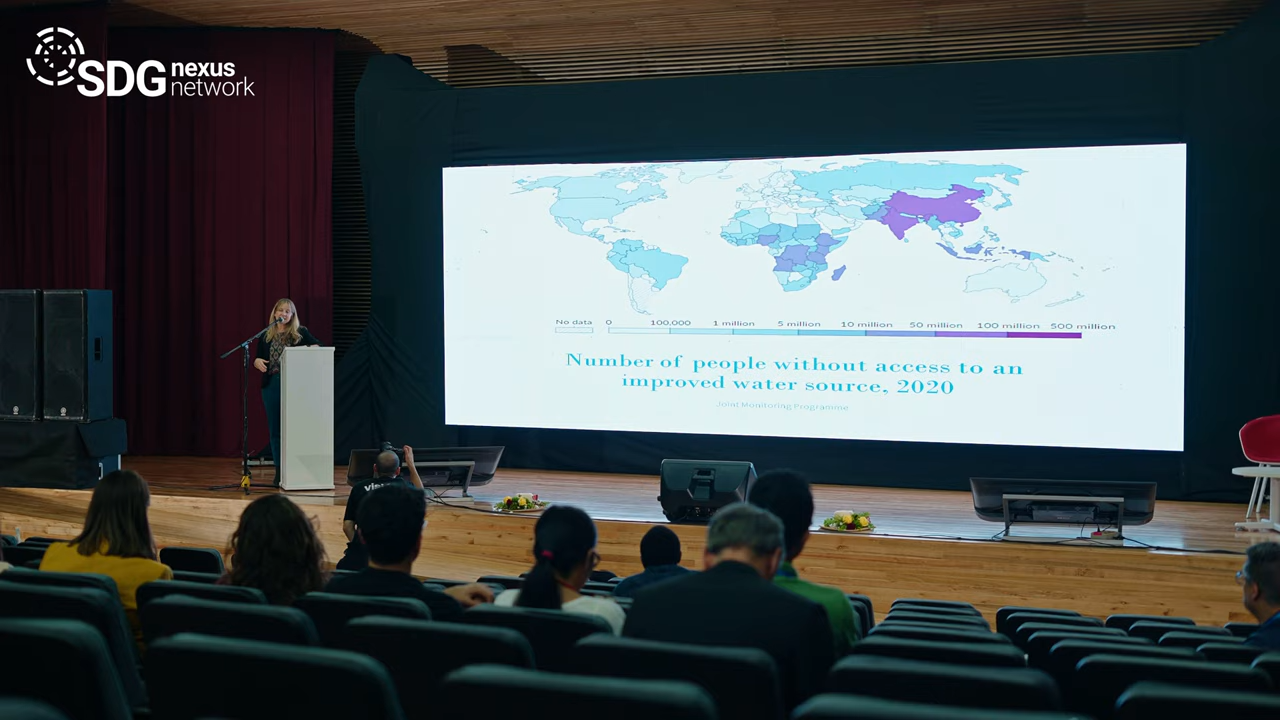 SDG nexus
network
No data 0 100,000 1 million 5 million 10 million 50 million 100 million 500 million
Number of people without access to an
improved water source, 2020
Joint Monitoring Programme